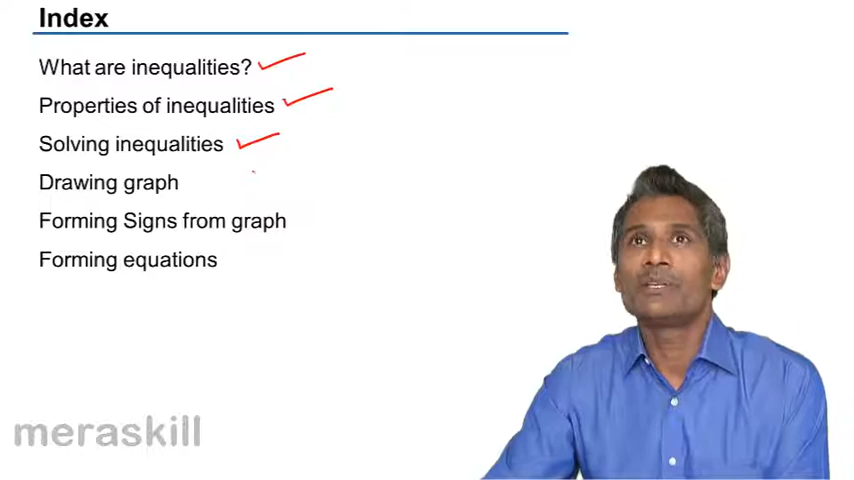 Index
What are inequalities?
Properties of inequalities
Solving inequalities
Drawing graph
Forming Signs from graph
Forming equations
meraskill